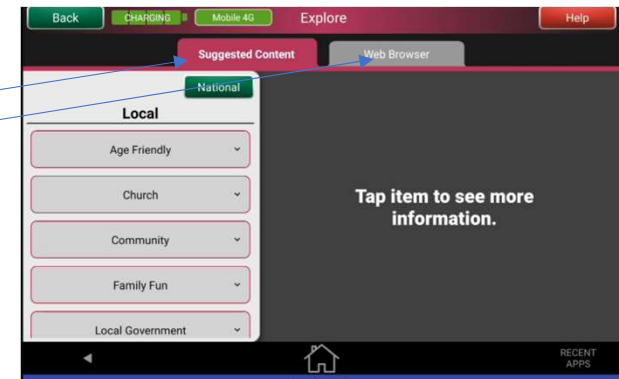 Back
CHARGING
Mobile 4G
Explore
Help
Suggested Content
Web Browser
National
Local
Age Friendly
Church
Community
Family Fun
Local Government
Tap item to see more
information.
RECENT
APPS